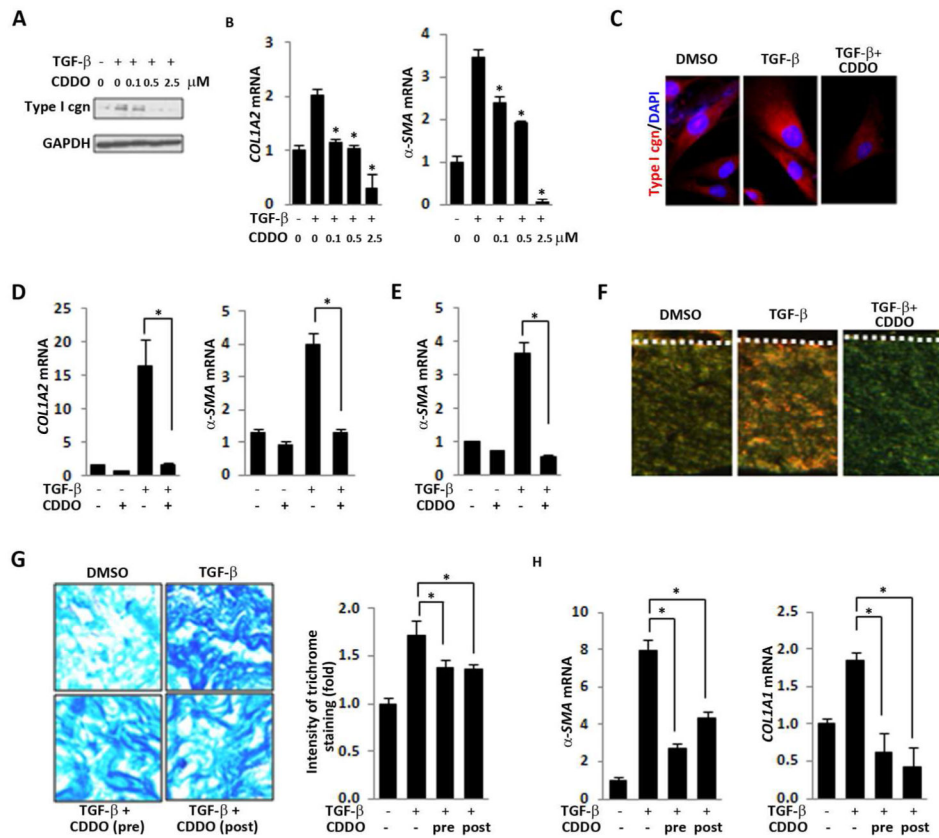 A
TGF-β - + + + +
CDDO 0 0 0.1 0.5 2.5 μM
Type I cgn
GAPDH
B
COL1A2 mRNA
2
1
0
* * *
TGF-β - + + + +
CDDO 0 0 0.1 0.5 2.5
α-SMA mRNA
4
3
2
1
0
* * *
- + + + +
0 0 0.1 0.5 2.5 μM
C
DMSO TGF-β TGF-β+
CDDO
Type I cgn/DAPI
D
COL1A2 mRNA
25
20
15
10
5
0
*
TGF-β - - + +
CDDO - + - +
α-SMA mRNA
5
4
3
2
1
0
*
- - + +
- + - +
E
α-SMA mRNA
5
4
3
2
1
0
*
TGF-β - - + +
CDDO - + - +
F
DMSO TGF-β TGF-β+
CDDO
G
DMSO TGF-β
TGF-β +
CDDO (pre)
TGF-β +
CDDO (post)
Intensity of trichrome
staining (fold)
2.0
1.5
1.0
0.5
0.0
*
*
TGF-β - + + +
CDDO - - pre post
H
α-SMA mRNA
10
8
6
4
2
0
*
*
TGF-β - + + +
CDDO - - pre post
COL1A1 mRNA
2.5
2.0
1.5
1.0
0.5
0.0
*
*
- + + +
- - pre post